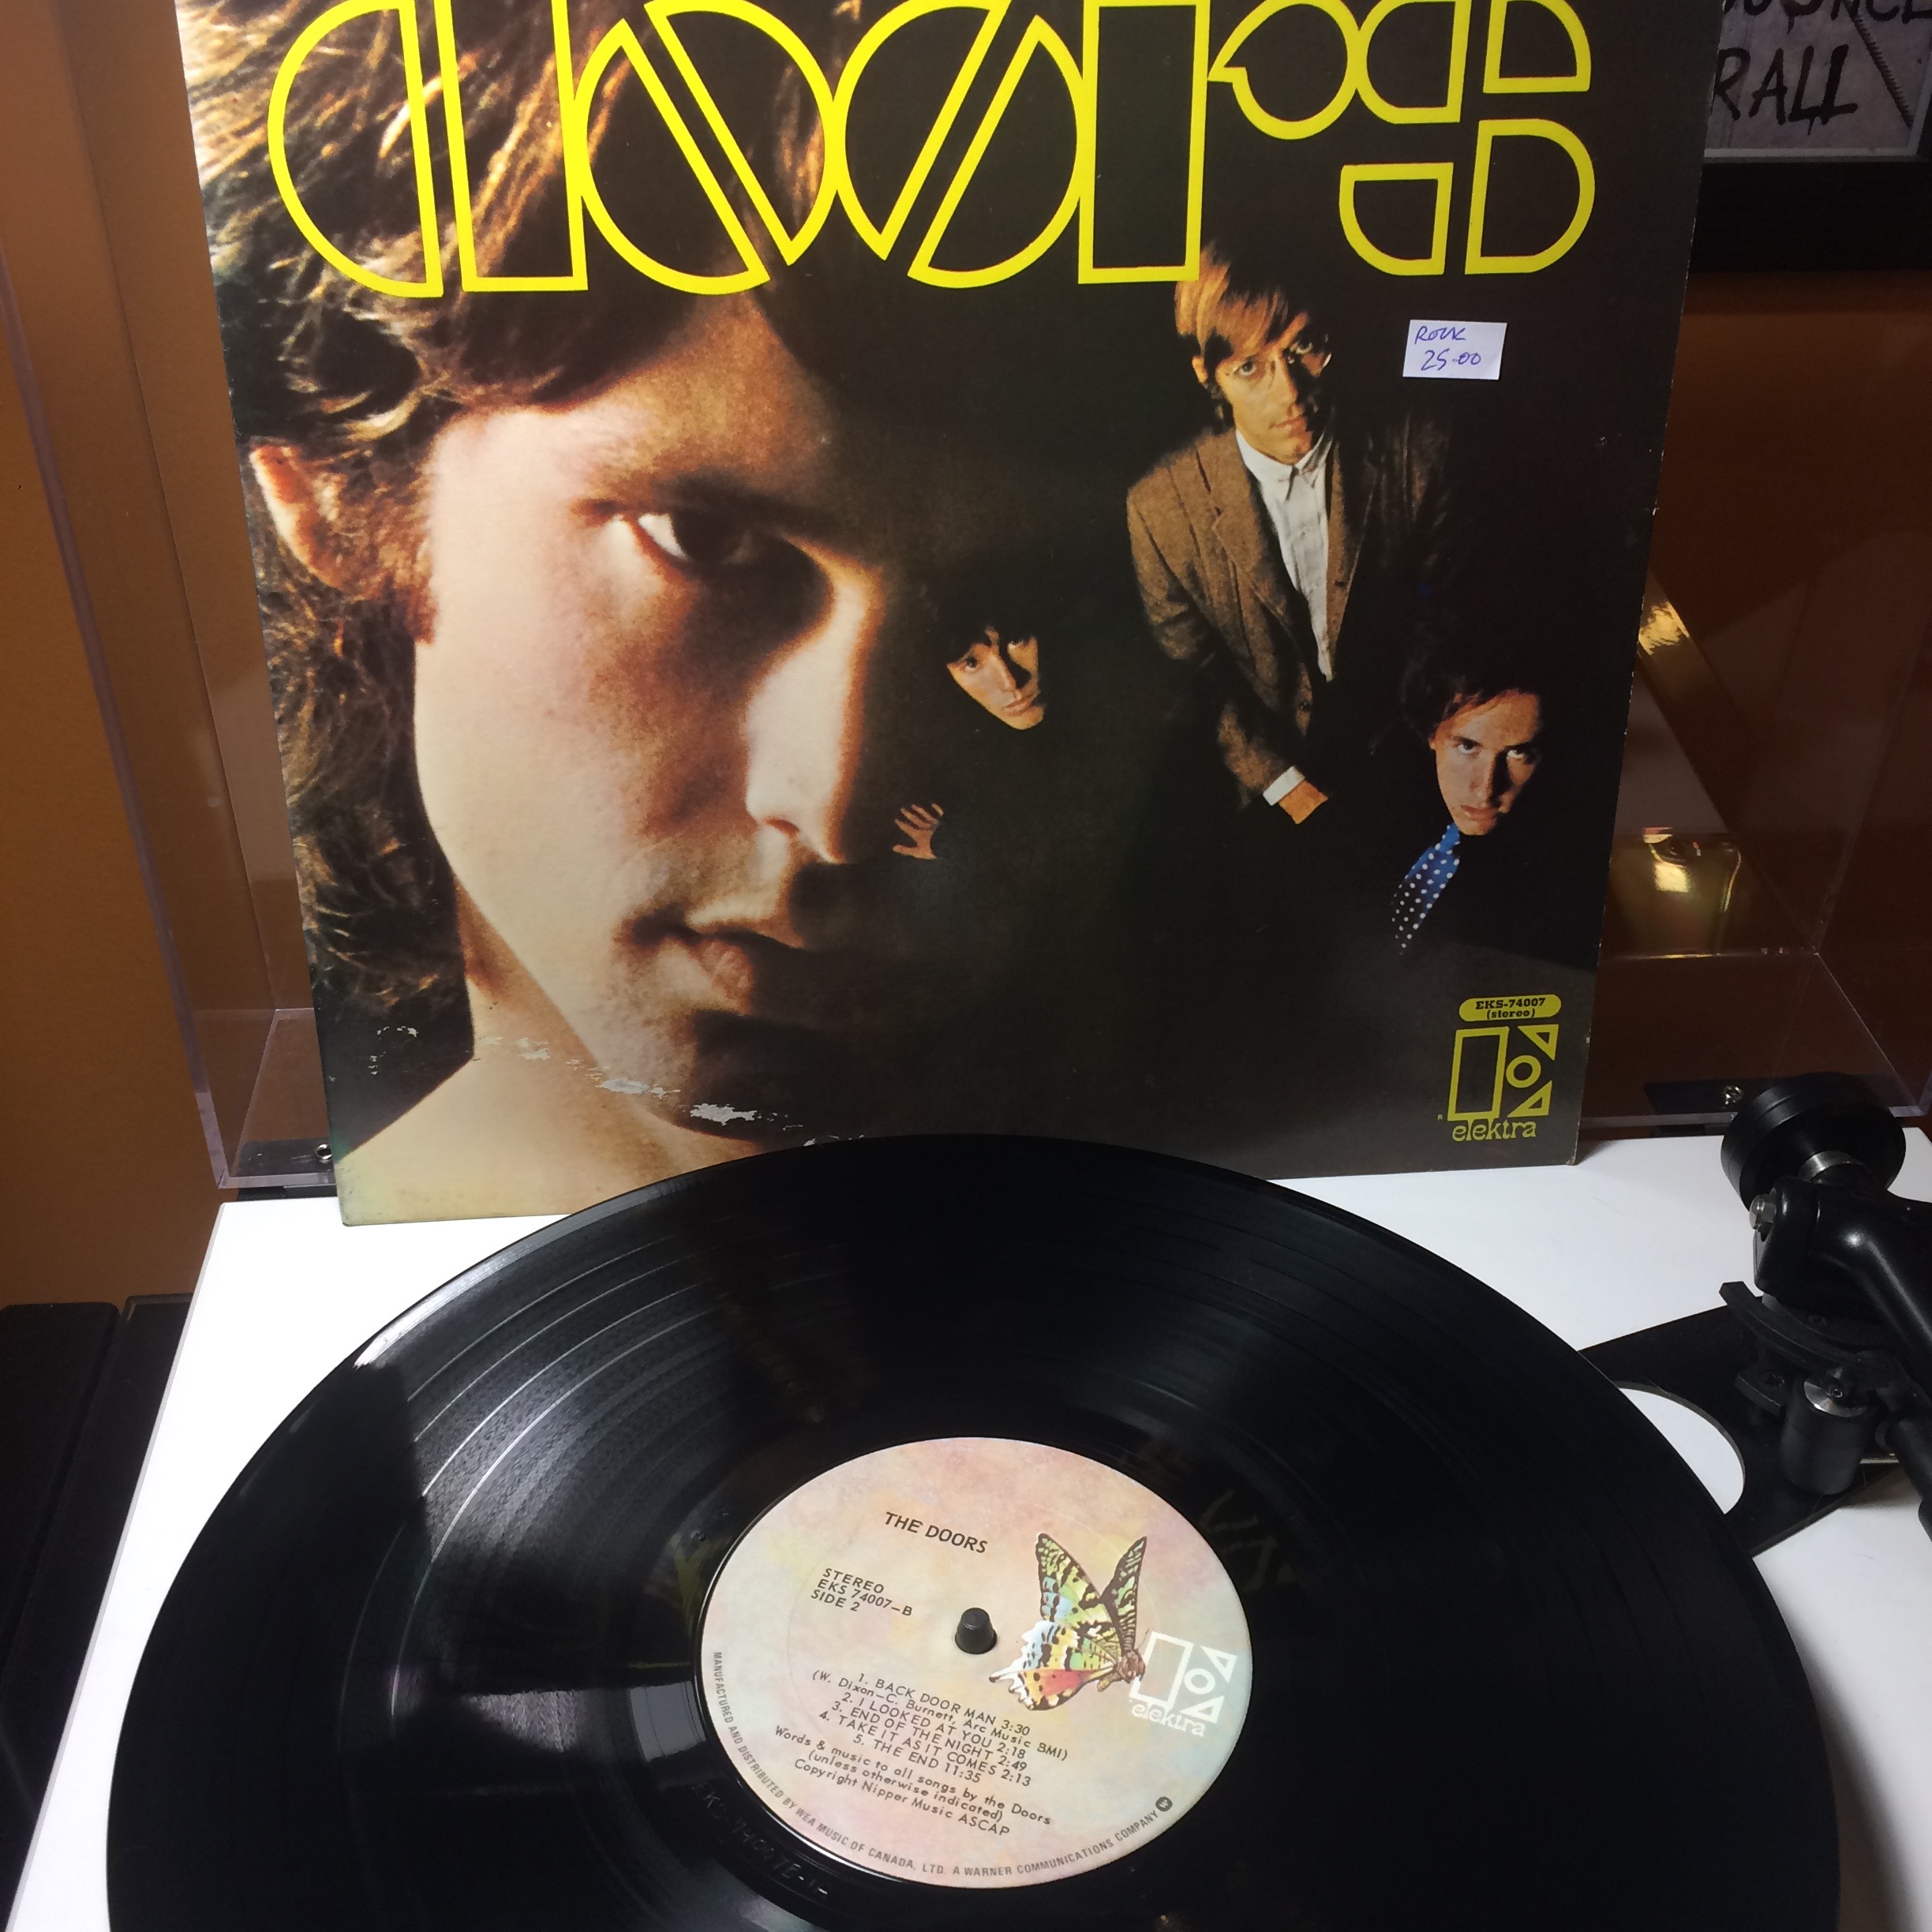 DOORS
RALL
ROCK
25-00
EKS-74007
(stereo)
elektra
THE DOORS
STEREO
EKS 74007-B
SIDE 2
1. BACK DOOR MAN 3:30
(W. Dixon-C. Burnett, Arc Music BMI)
2. I LOOKED AT YOU 2:18
3. END OF THE NIGHT 2:49
4. TAKE IT AS IT COMES 2:13
5. THE END 11:35
Words & music to all songs by the Doors
(unless otherwise indicated)
Copyright Nipper Music ASCAP
elektra
MANUFACTURED AND DISTRIBUTED BY WEA MUSIC OF CANADA, LTD. A WARNER COMMUNICATIONS COMPANY